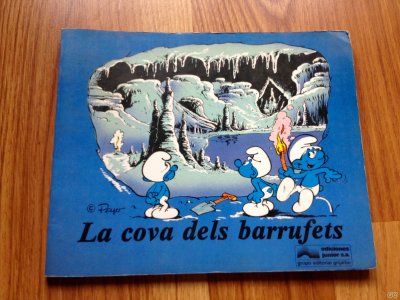 © Peyo
La cova dels barrufets
ediciones
junior s.a.
grupo editorial grijalbo